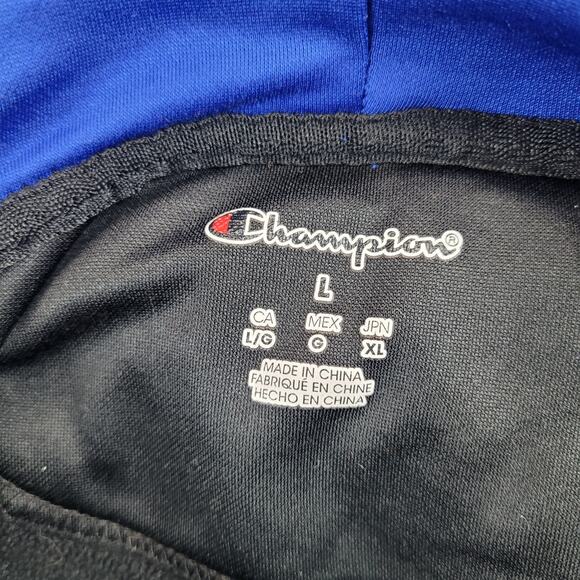 Champion®
L
CA MEX JPN
L/G G XL
MADE IN CHINA
FABRIQUÉ EN CHINE
HECHO EN CHINA